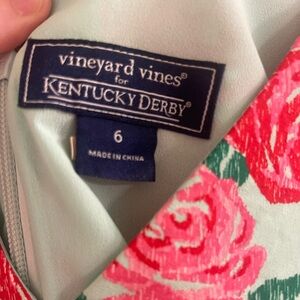 vineyard vines®
for
KENTUCKY DERBY®
6
MADE IN CHINA